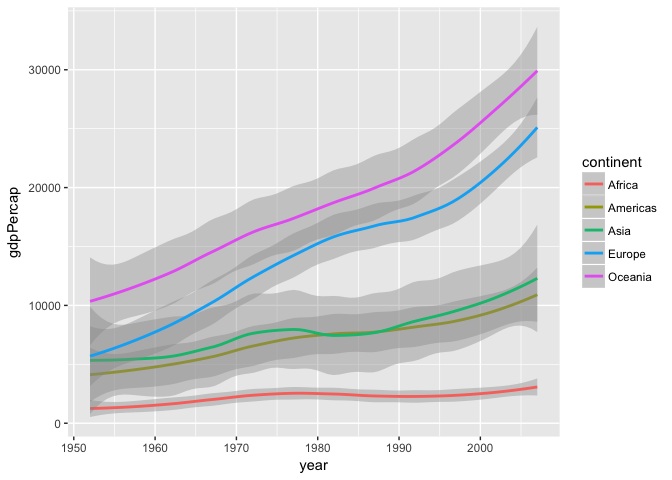 30000
20000
10000
0
gdpPercap
1950
1960
1970
1980
1990
2000
year
continent
Africa
Americas
Asia
Europe
Oceania